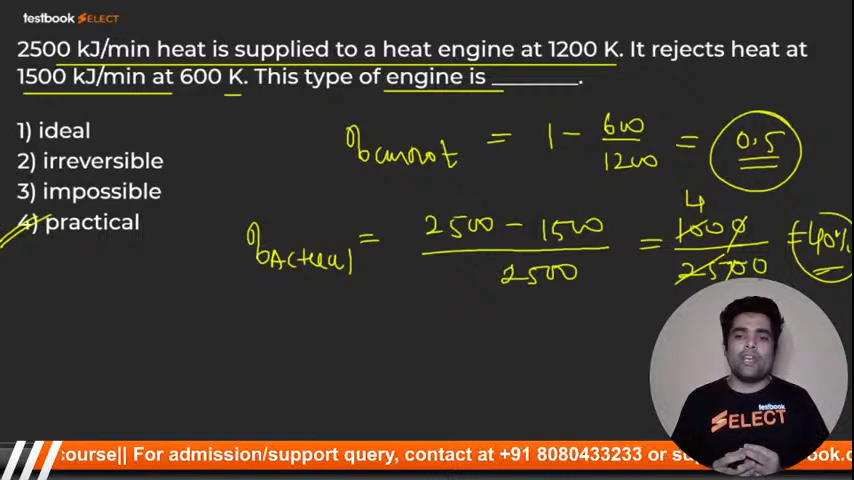 testbook SELECT
2500 kJ/min heat is supplied to a heat engine at 1200 K. It rejects heat at
1500 kJ/min at 600 K. This type of engine is _______.
1) ideal
2) irreversible
3) impossible
4) practical
ηcarnot = 1 - 600/1200 = 0.5
ηActual = 2500 - 1500 / 2500 = 1000/2500 = 40%
4
testbook
SELECT
course|| For admission/support query, contact at +91 8080433233 or